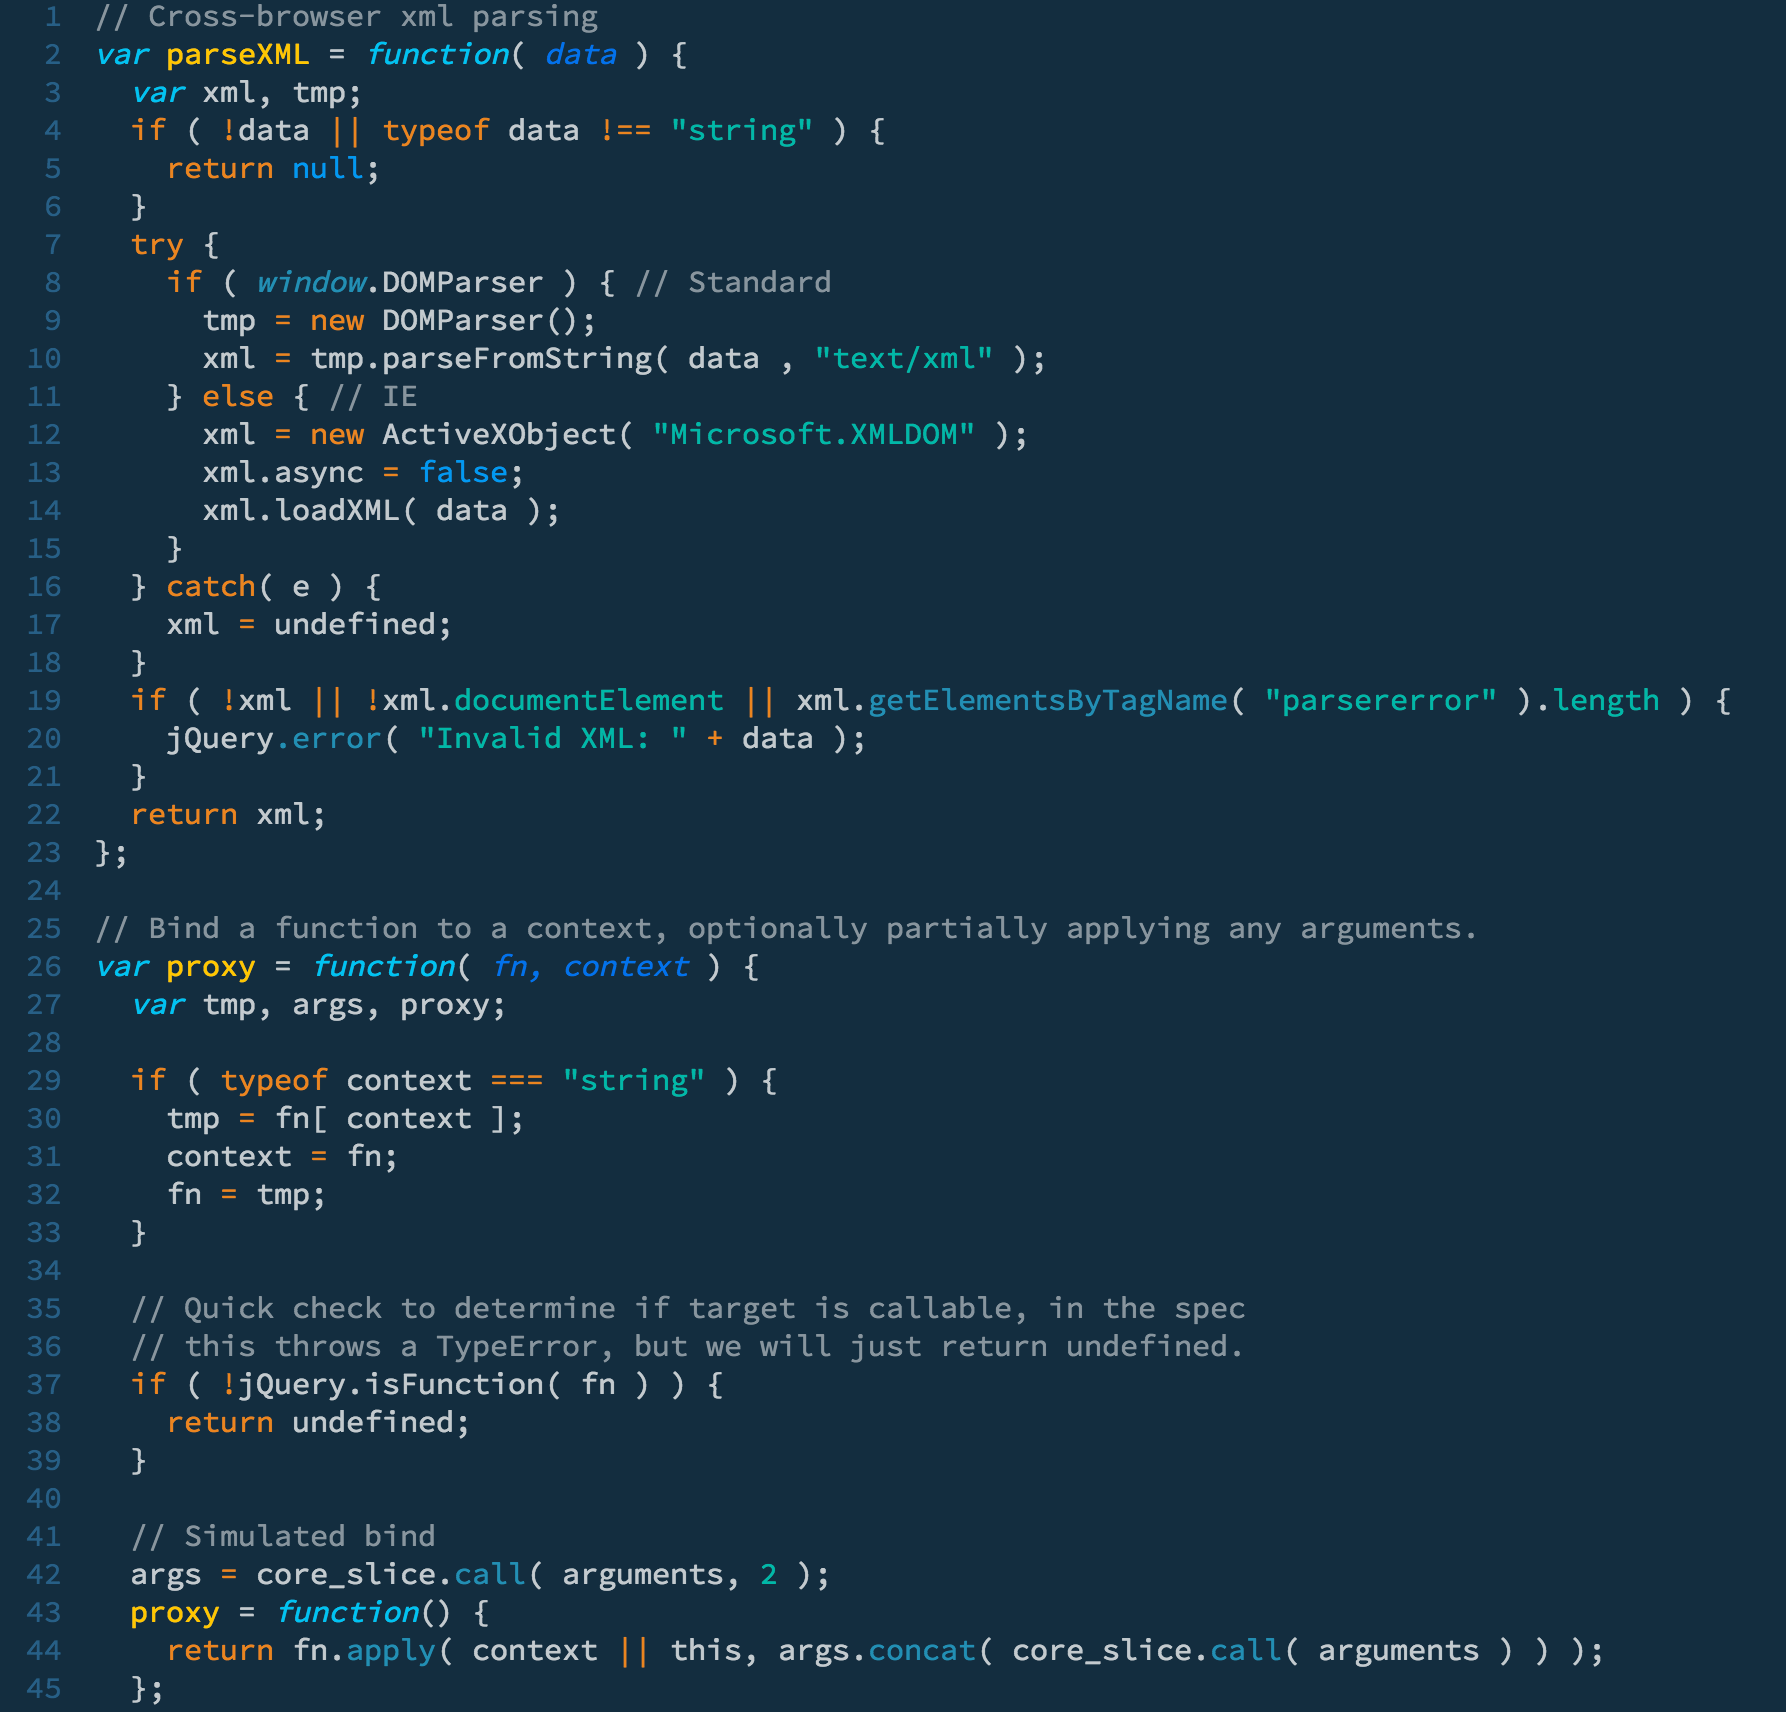 1 // Cross-browser xml parsing
2 var parseXML = function( data ) {
3   var xml, tmp;
4   if ( !data || typeof data !== "string" ) {
5     return null;
6   }
7   try {
8     if ( window.DOMParser ) { // Standard
9       tmp = new DOMParser();
10       xml = tmp.parseFromString( data , "text/xml" );
11     } else { // IE
12       xml = new ActiveXObject( "Microsoft.XMLDOM" );
13       xml.async = false;
14       xml.loadXML( data );
15     }
16   } catch( e ) {
17     xml = undefined;
18   }
19   if ( !xml || !xml.documentElement || xml.getElementsByTagName( "parsererror" ).length ) {
20     jQuery.error( "Invalid XML: " + data );
21   }
22   return xml;
23 };
24
25 // Bind a function to a context, optionally partially applying any arguments.
26 var proxy = function( fn, context ) {
27   var tmp, args, proxy;
28
29   if ( typeof context === "string" ) {
30     tmp = fn[ context ];
31     context = fn;
32     fn = tmp;
33   }
34
35   // Quick check to determine if target is callable, in the spec
36   // this throws a TypeError, but we will just return undefined.
37   if ( !jQuery.isFunction( fn ) ) {
38     return undefined;
39   }
40
41   // Simulated bind
42   args = core_slice.call( arguments, 2 );
43   proxy = function() {
44     return fn.apply( context || this, args.concat( core_slice.call( arguments ) ) );
45   };